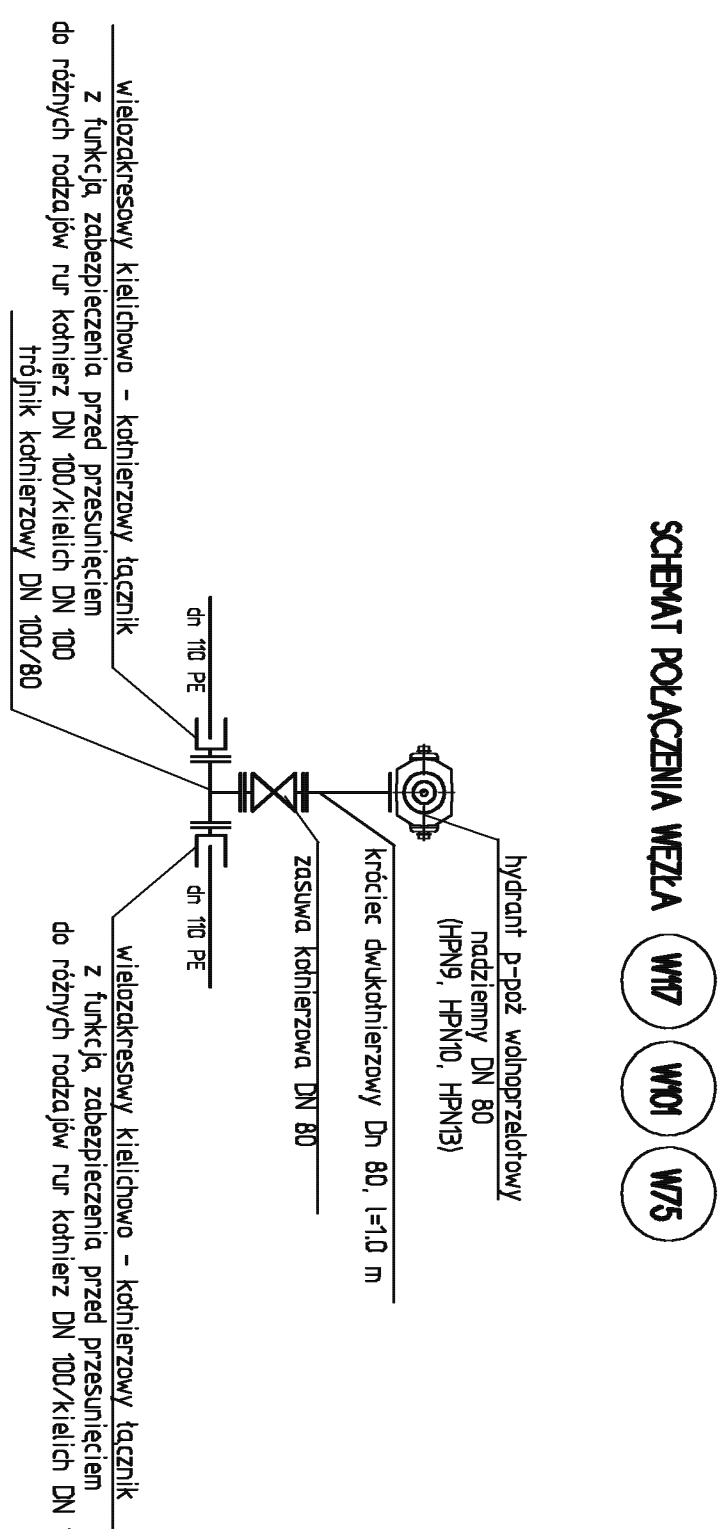 SCHEMAT POŁĄCZENIA WĘZŁA W117 W101 W75
hydrant p-poż wolnoprzelotowy
nadziemny DN 80
(HPN9, HPN10, HPN13)
króciec dwukołnierzowy Dn 80, l=1.0 m
zasuwa kołnierzowa DN 80
dn 110 PE
dn 110 PE
wielozakresowy kielichowo - kołnierzowy łącznik
z funkcją zabezpieczenia przed przesunięciem
do różnych rodzajów rur kołnierz DN 100/kielich DN 100
trójnik kołnierzowy DN 100/80
wielozakresowy kielichowo - kołnierzowy łącznik
z funkcją zabezpieczenia przed przesunięciem
do różnych rodzajów rur kołnierz DN 100/kielich DN